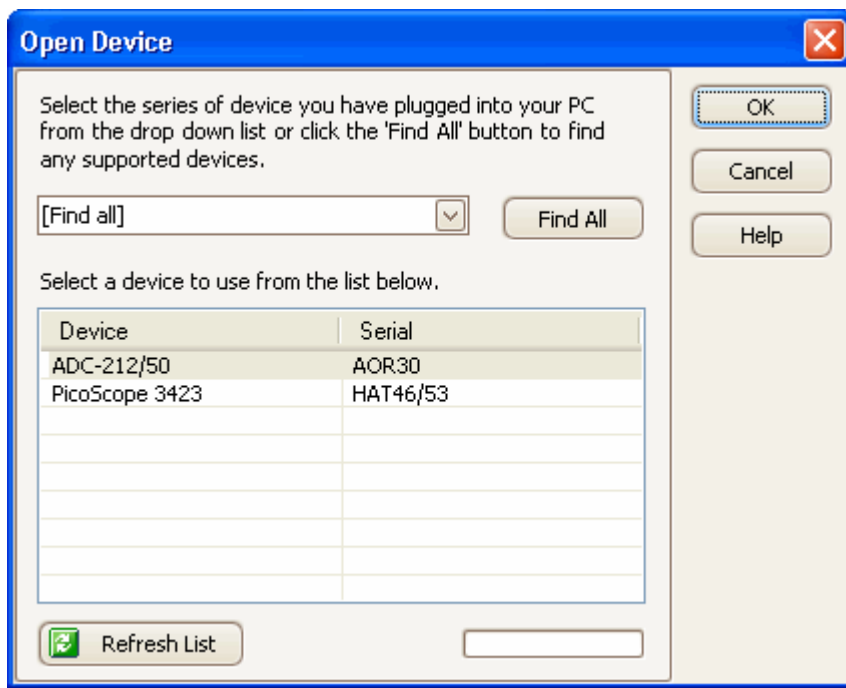 Open Device
Select the series of device you have plugged into your PC
from the drop down list or click the 'Find All' button to find
any supported devices.
OK
Cancel
Help
[Find all]
Find All
Select a device to use from the list below.
Device Serial
ADC-212/50 AOR30
PicoScope 3423 HAT46/53
Refresh List